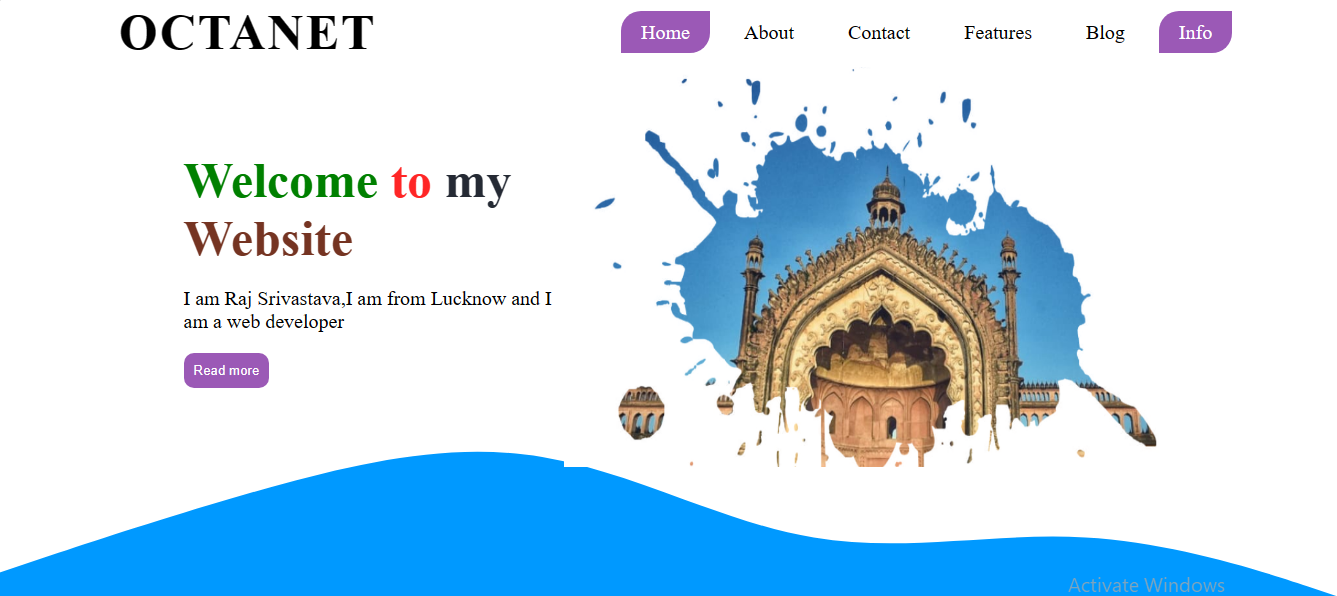 OCTANET
Home About Contact Features Blog Info
Welcome to my
Website
I am Raj Srivastava,I am from Lucknow and I
am a web developer
Read more
Activate Windows